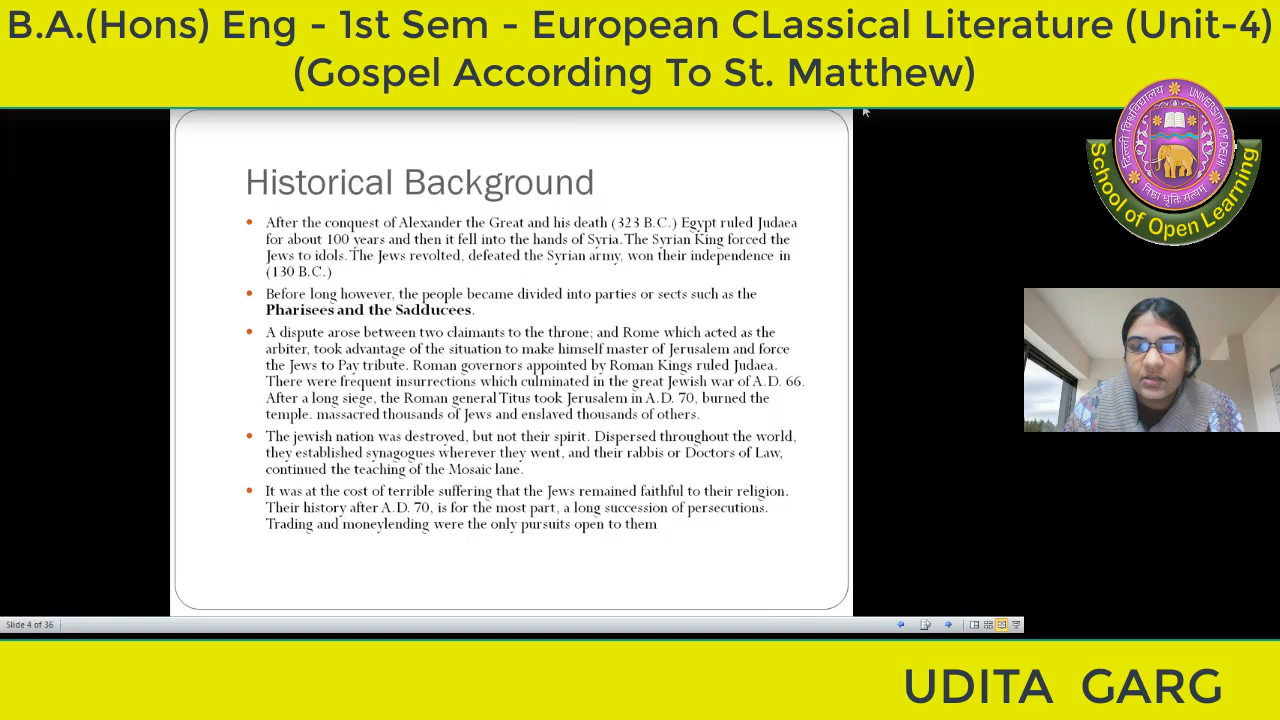 B.A.(Hons) Eng - 1st Sem - European CLassical Literature (Unit-4)
(Gospel According To St. Matthew)
दिल्ली विश्वविद्यालय
UNIVERSITY OF DELHI
निष्ठा धृतिः सत्यम्
School of Open Learning
Historical Background
• After the conquest of Alexander the Great and his death (323 B.C.) Egypt ruled Judaea
for about 100 years and then it fell into the hands of Syria. The Syrian King forced the
Jews to idols. The Jews revolted, defeated the Syrian army, won their independence in
(130 B.C.)
• Before long however, the people became divided into parties or sects such as the
Pharisees and the Sadducees.
• A dispute arose between two claimants to the throne; and Rome which acted as the
arbiter, took advantage of the situation to make himself master of Jerusalem and force
the Jews to Pay tribute. Roman governors appointed by Roman Kings ruled Judaea.
There were frequent insurrections which culminated in the great Jewish war of A.D. 66.
After a long siege, the Roman general Titus took Jerusalem in A.D. 70, burned the
temple. massacred thousands of Jews and enslaved thousands of others.
• The jewish nation was destroyed, but not their spirit. Dispersed throughout the world,
they established synagogues wherever they went, and their rabbis or Doctors of Law,
continued the teaching of the Mosaic lane.
• It was at the cost of terrible suffering that the Jews remained faithful to their religion.
Their history after A.D. 70, is for the most part, a long succession of persecutions.
Trading and moneylending were the only pursuits open to them
Slide 4 of 36
UDITA GARG